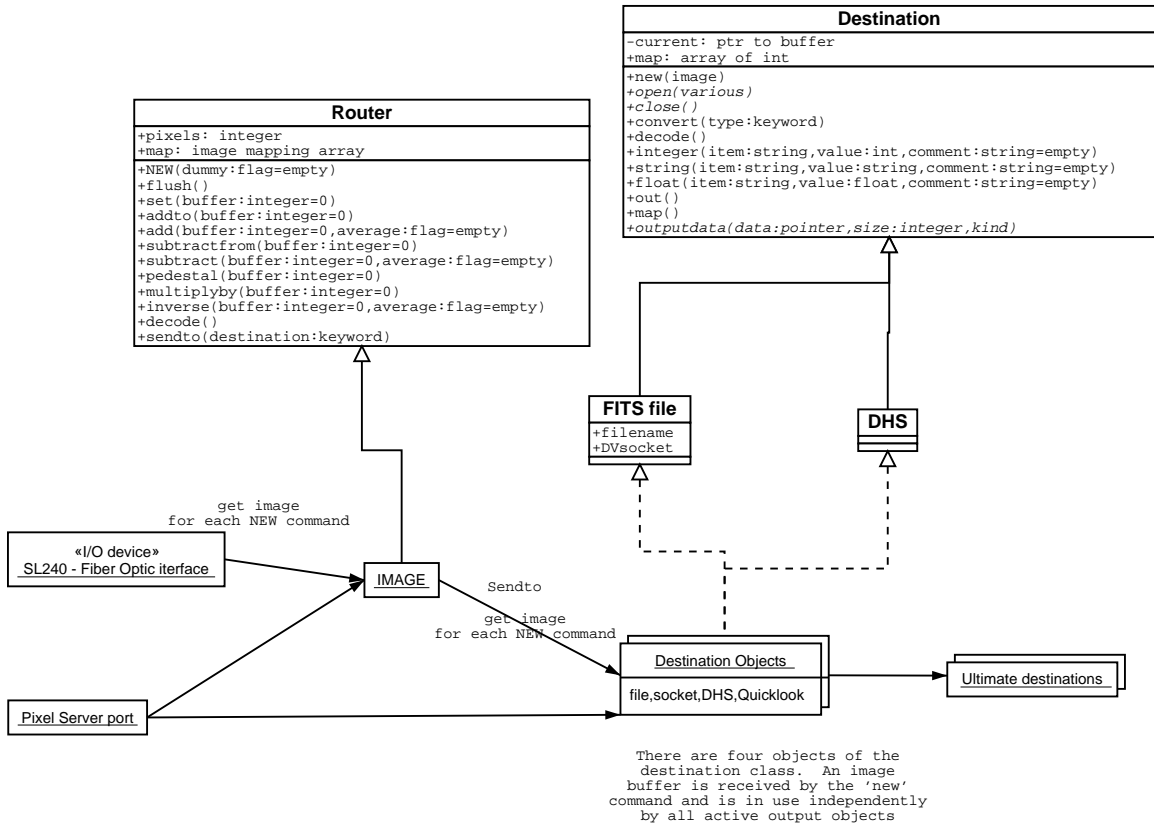 Destination
-current: ptr to buffer
+map: array of int
+new(image)
+open(various)
+close()
+convert(type:keyword)
+decode()
+integer(item:string,value:int,comment:string=empty)
+string(item:string,value:string,comment:string=empty)
+float(item:string,value:float,comment:string=empty)
+out()
+map()
+outputdata(data:pointer,size:integer,kind)
Router
+pixels: integer
+map: image mapping array
+NEW(dummy:flag=empty)
+flush()
+set(buffer:integer=0)
+addto(buffer:integer=0)
+add(buffer:integer=0,average:flag=empty)
+subtractfrom(buffer:integer=0)
+subtract(buffer:integer=0,average:flag=empty)
+pedestal(buffer:integer=0)
+multiplyby(buffer:integer=0)
+inverse(buffer:integer=0,average:flag=empty)
+decode()
+sendto(destination:keyword)
FITS file
+filename
+DVsocket
DHS
get image
for each NEW command
«I/O device»
SL240 - Fiber Optic iterface
IMAGE
Sendto
get image
for each NEW command
Destination Objects
file,socket,DHS,Quicklook
Ultimate destinations
Pixel Server port
There are four objects of the
destination class. An image
buffer is received by the ‘new’
command and is in use independently
by all active output objects